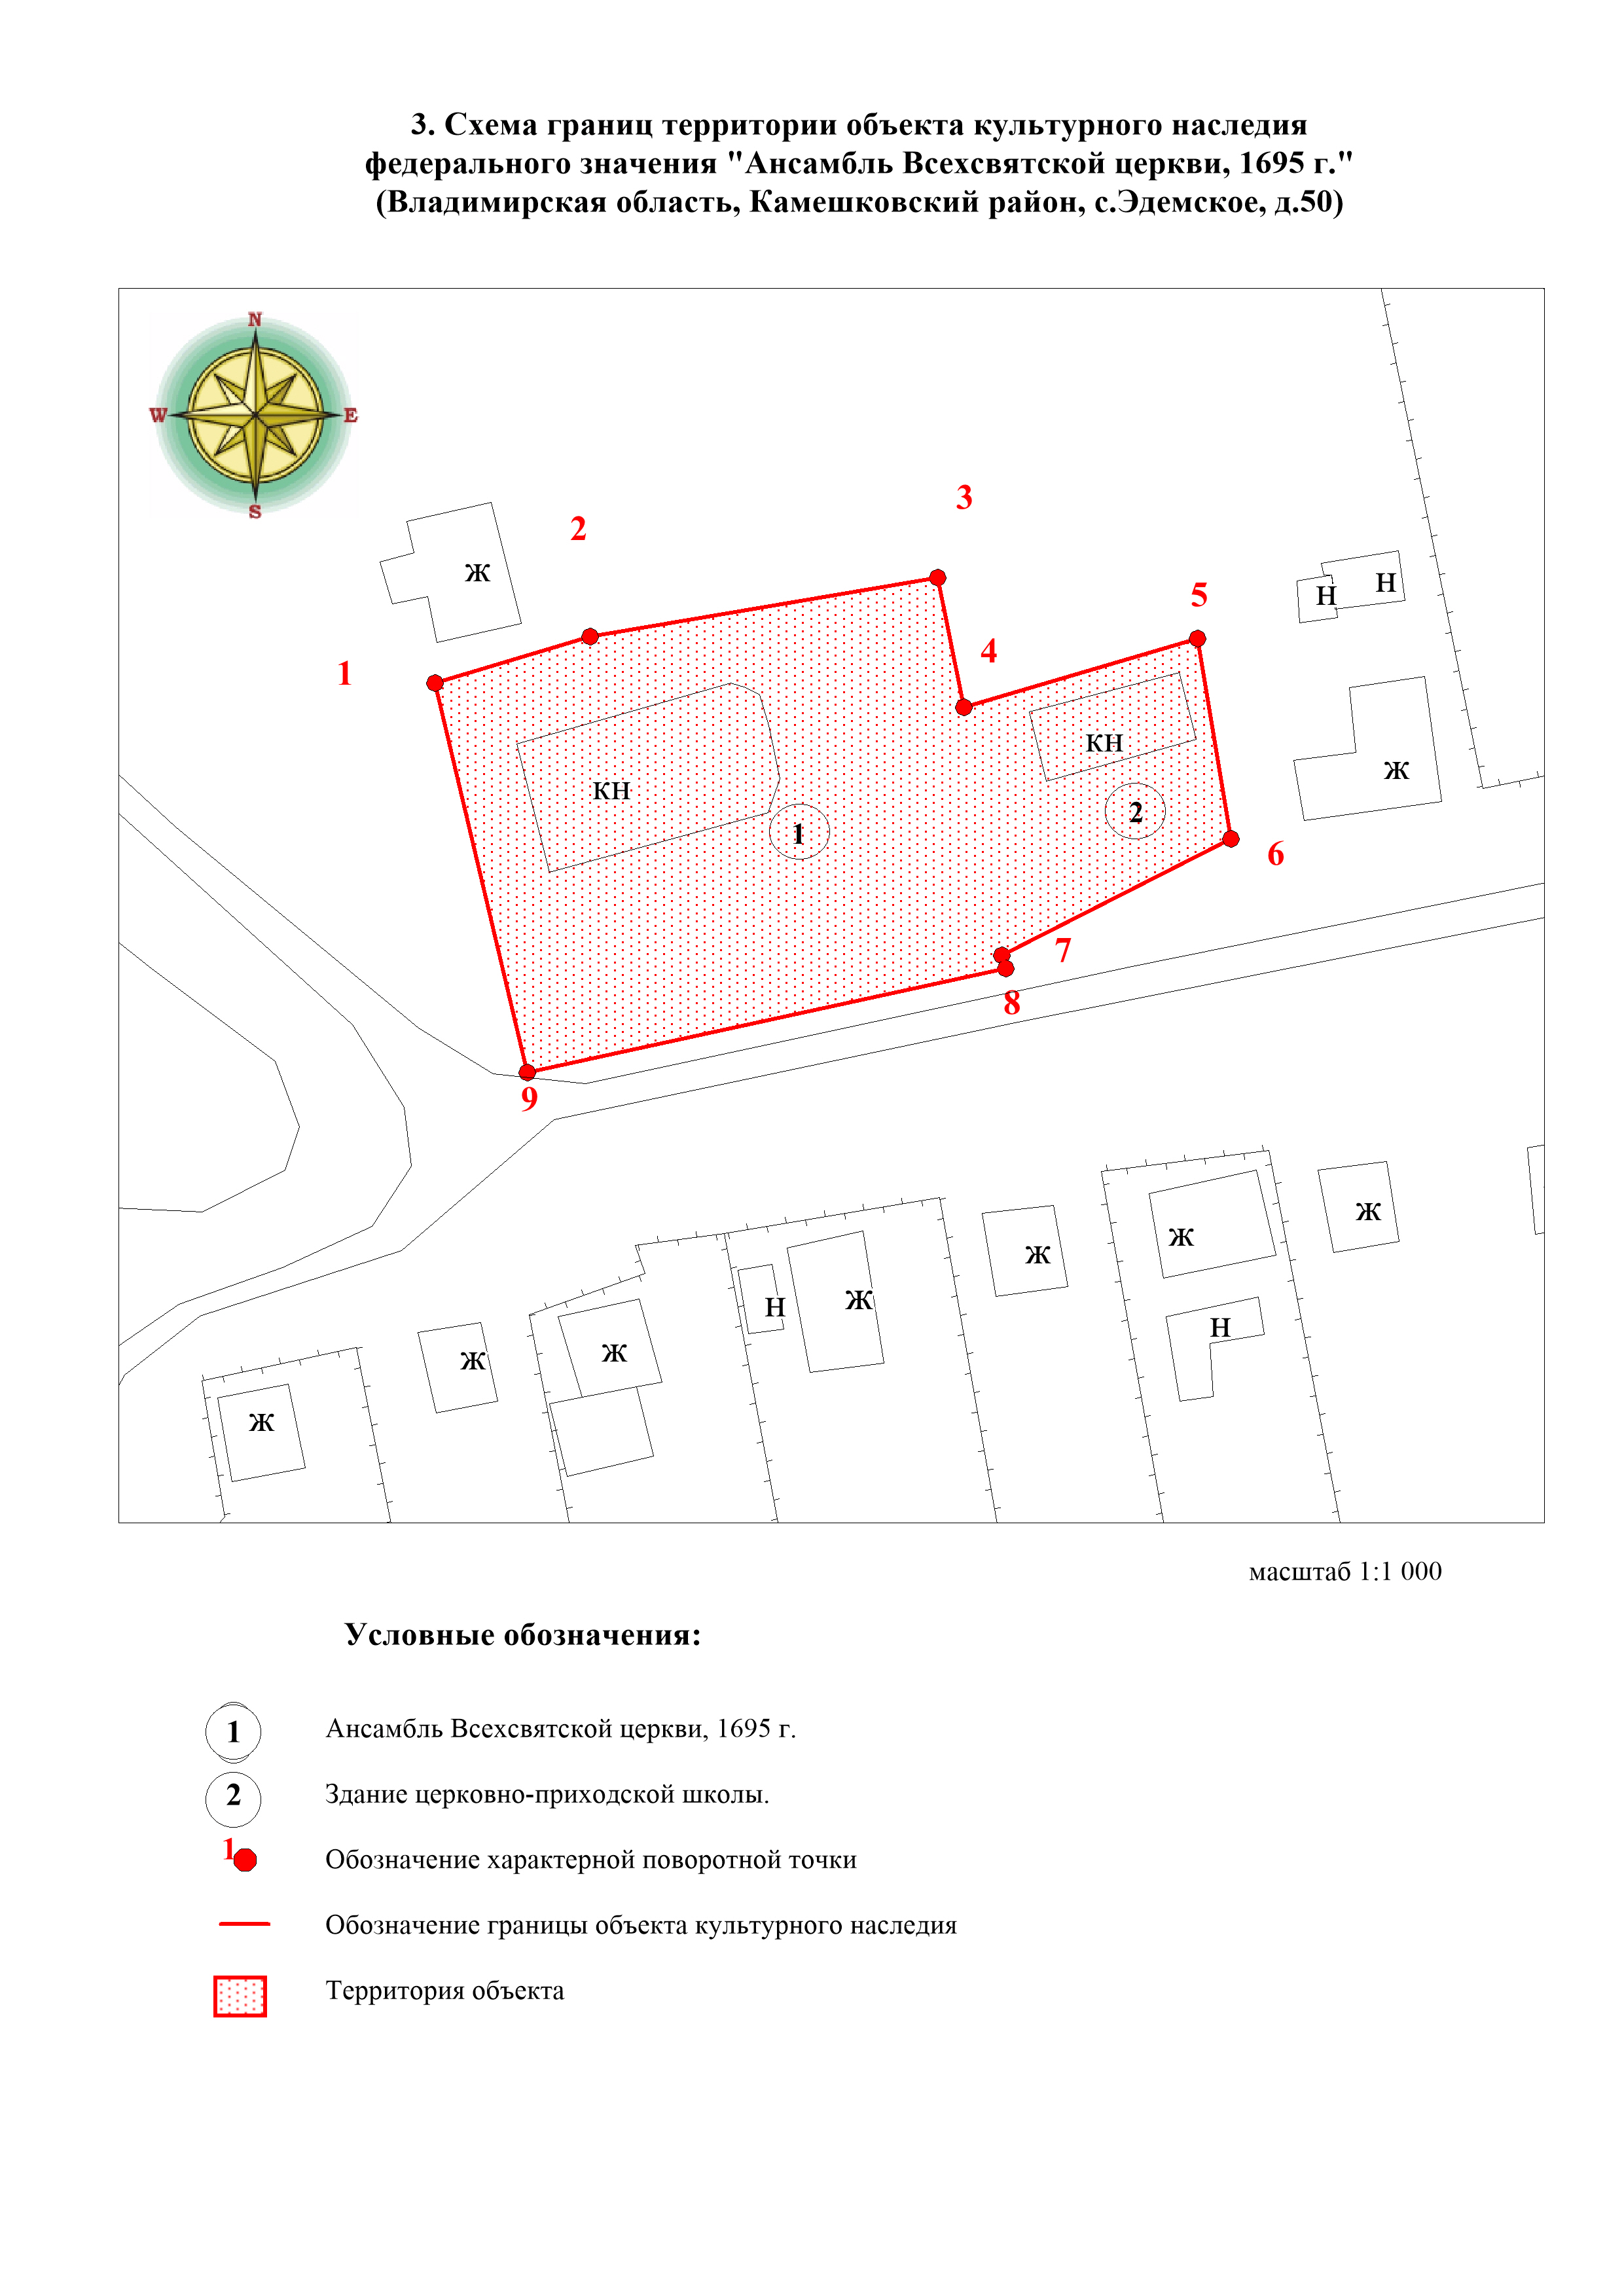 3. Схема границ территории объекта культурного наследия
федерального значения "Ансамбль Всехсвятской церкви, 1695 г."
(Владимирская область, Камешковский район, с.Эдемское, д.50)
N
W E
S
3
2
ж
5
н н
4
1
кн
ж
кн
2
1
6
7
8
9
ж
ж
ж
н ж
н
ж
ж
ж
масштаб 1:1 000
Условные обозначения:
1 Ансамбль Всехсвятской церкви, 1695 г.
2 Здание церковно-приходской школы.
1 Обозначение характерной поворотной точки
Обозначение границы объекта культурного наследия
Территория объекта